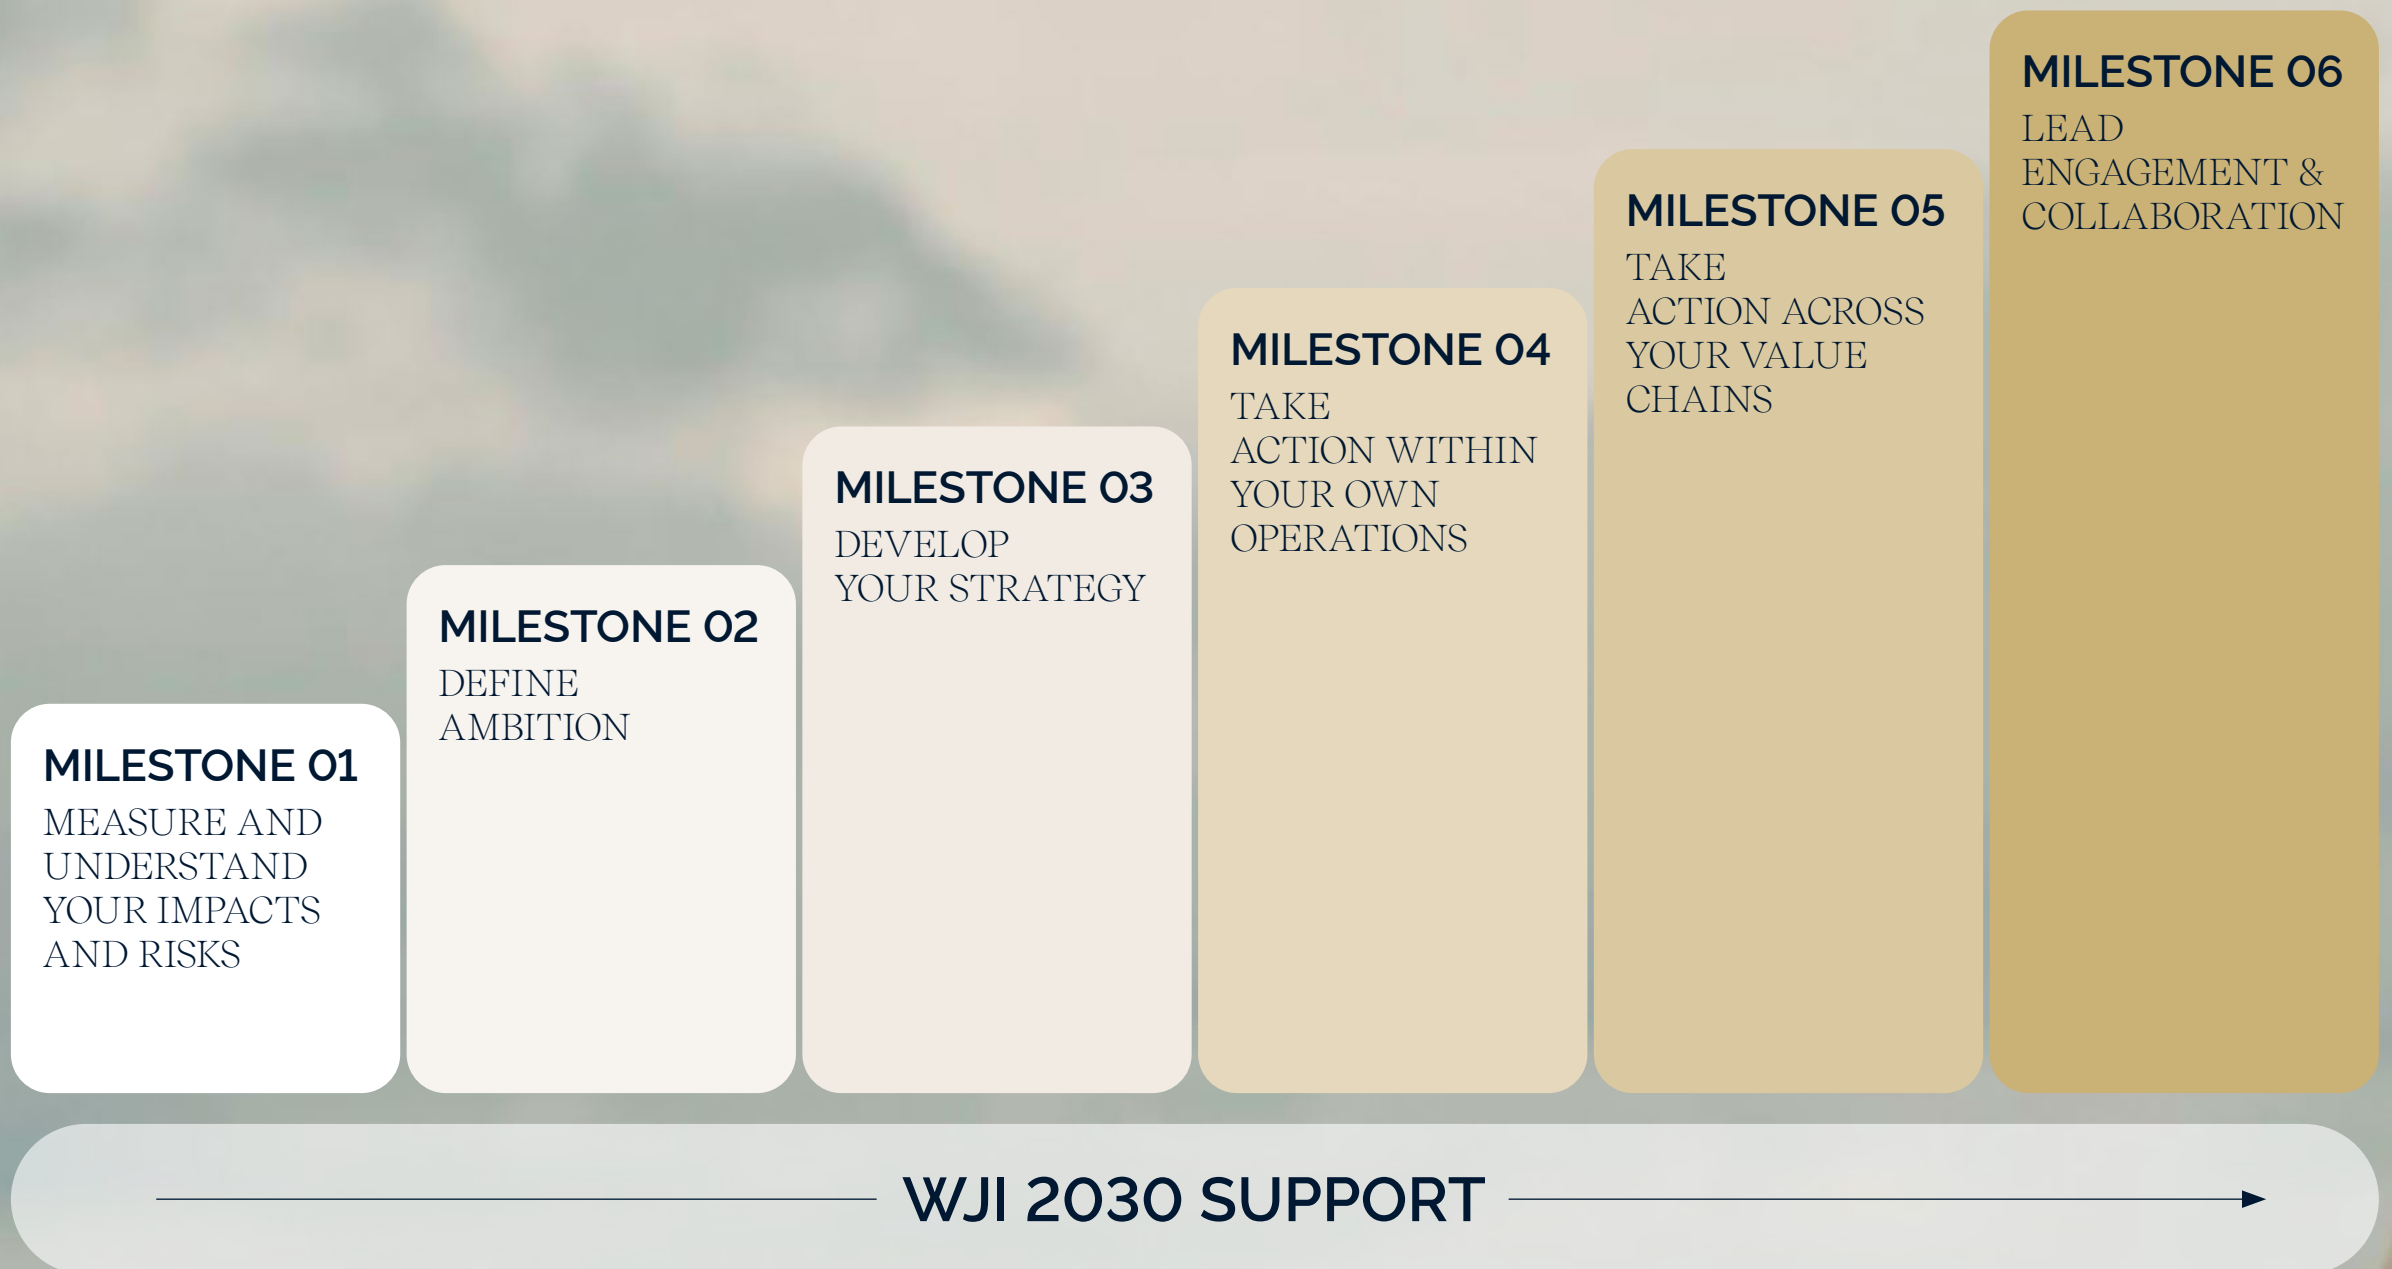 MILESTONE 01
MEASURE AND
UNDERSTAND
YOUR IMPACTS
AND RISKS
MILESTONE 02
DEFINE
AMBITION
MILESTONE 03
DEVELOP
YOUR STRATEGY
MILESTONE 04
TAKE
ACTION WITHIN
YOUR OWN
OPERATIONS
MILESTONE 05
TAKE
ACTION ACROSS
YOUR VALUE
CHAINS
MILESTONE 06
LEAD
ENGAGEMENT &
COLLABORATION
WJI 2030 SUPPORT